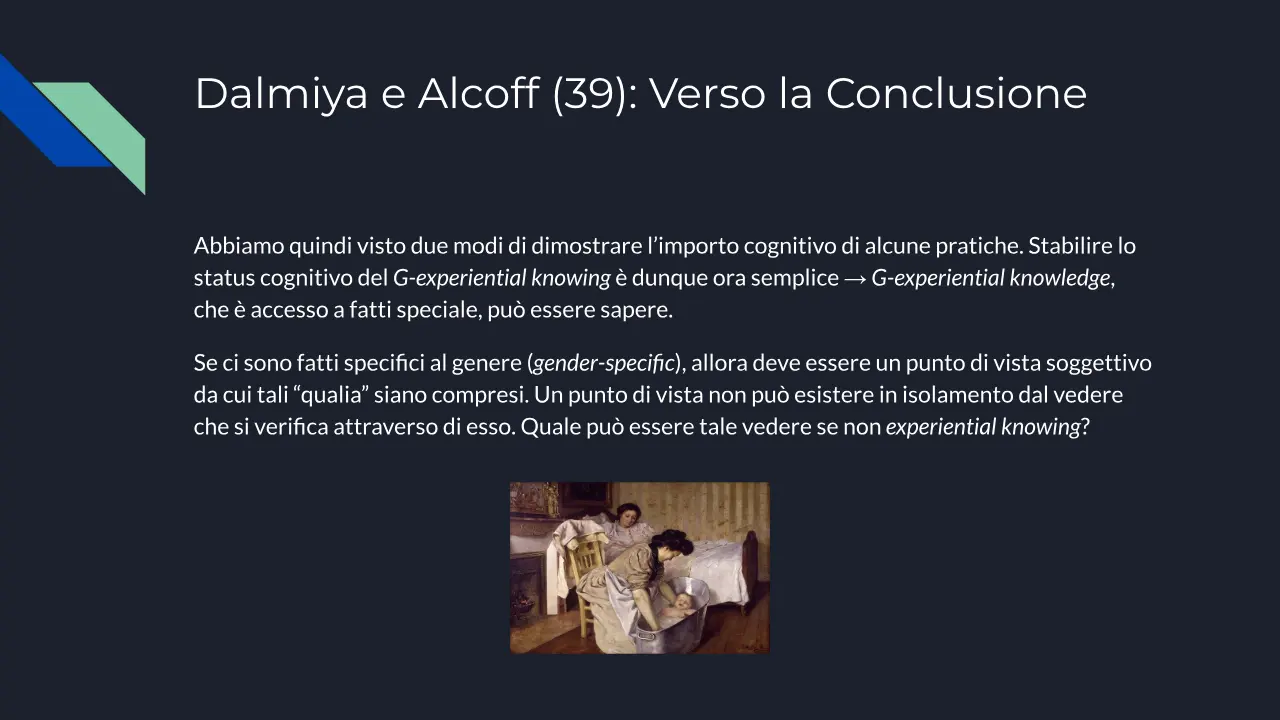 Dalmiya e Alcoff (39): Verso la Conclusione
Abbiamo quindi visto due modi di dimostrare l’importo cognitivo di alcune pratiche. Stabilire lo
status cognitivo del G-experiential knowing è dunque ora semplice → G-experiential knowledge,
che è accesso a fatti speciale, può essere sapere.
Se ci sono fatti specifici al genere (gender-specific), allora deve essere un punto di vista soggettivo
da cui tali “qualia” siano compresi. Un punto di vista non può esistere in isolamento dal vedere
che si verifica attraverso di esso. Quale può essere tale vedere se non experiential knowing?